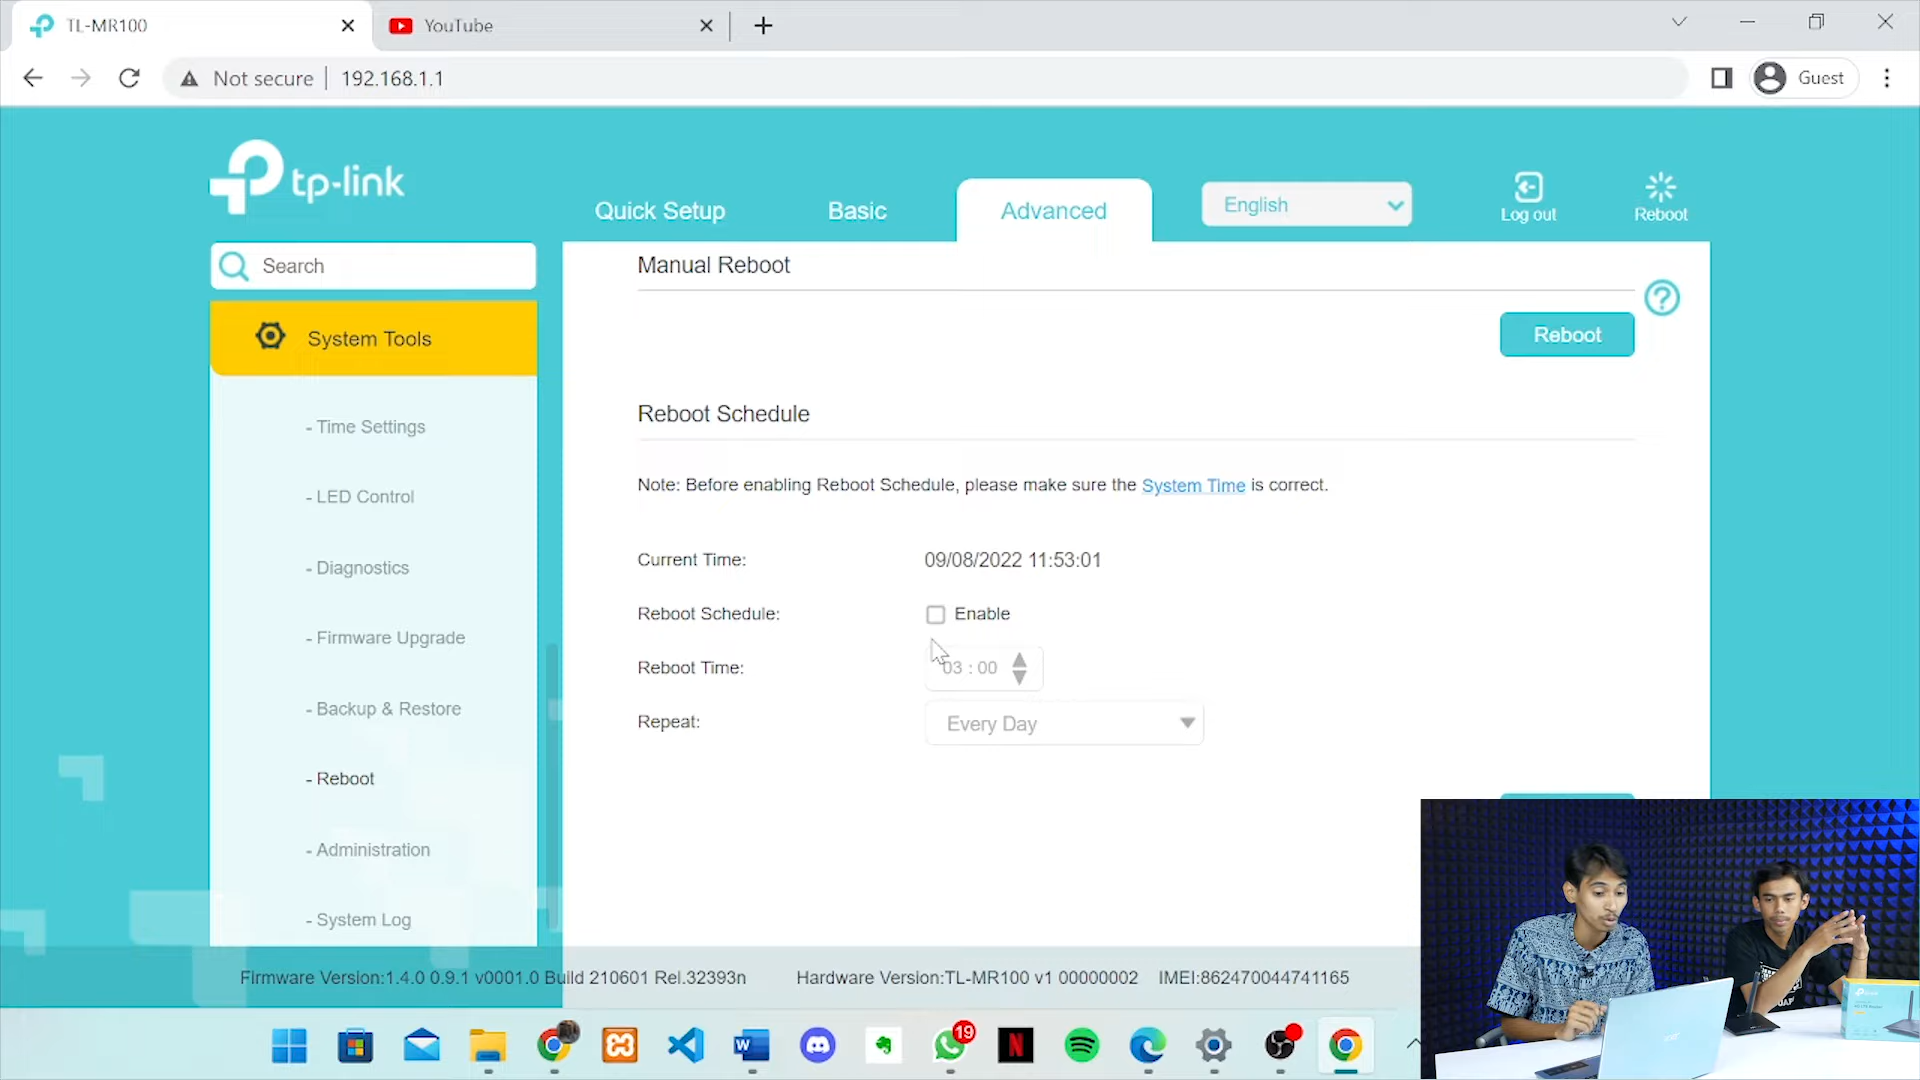 TL-MR100
YouTube
Not secure
192.168.1.1
Guest
tp-link
Quick Setup
Basic
Advanced
English
Log out
Reboot
Search
System Tools
- Time Settings
- LED Control
- Diagnostics
- Firmware Upgrade
- Backup & Restore
- Reboot
- Administration
- System Log
Manual Reboot
Reboot
Reboot Schedule
Note: Before enabling Reboot Schedule, please make sure the System Time is correct.
Current Time: 09/08/2022 11:53:01
Reboot Schedule: Enable
Reboot Time: 03 : 00
Repeat: Every Day
Firmware Version:1.4.0 0.9.1 v0001.0 Build 210601 Rel.32393n Hardware Version:TL-MR100 v1 00000002 IMEI:862470044741165
W
19
N